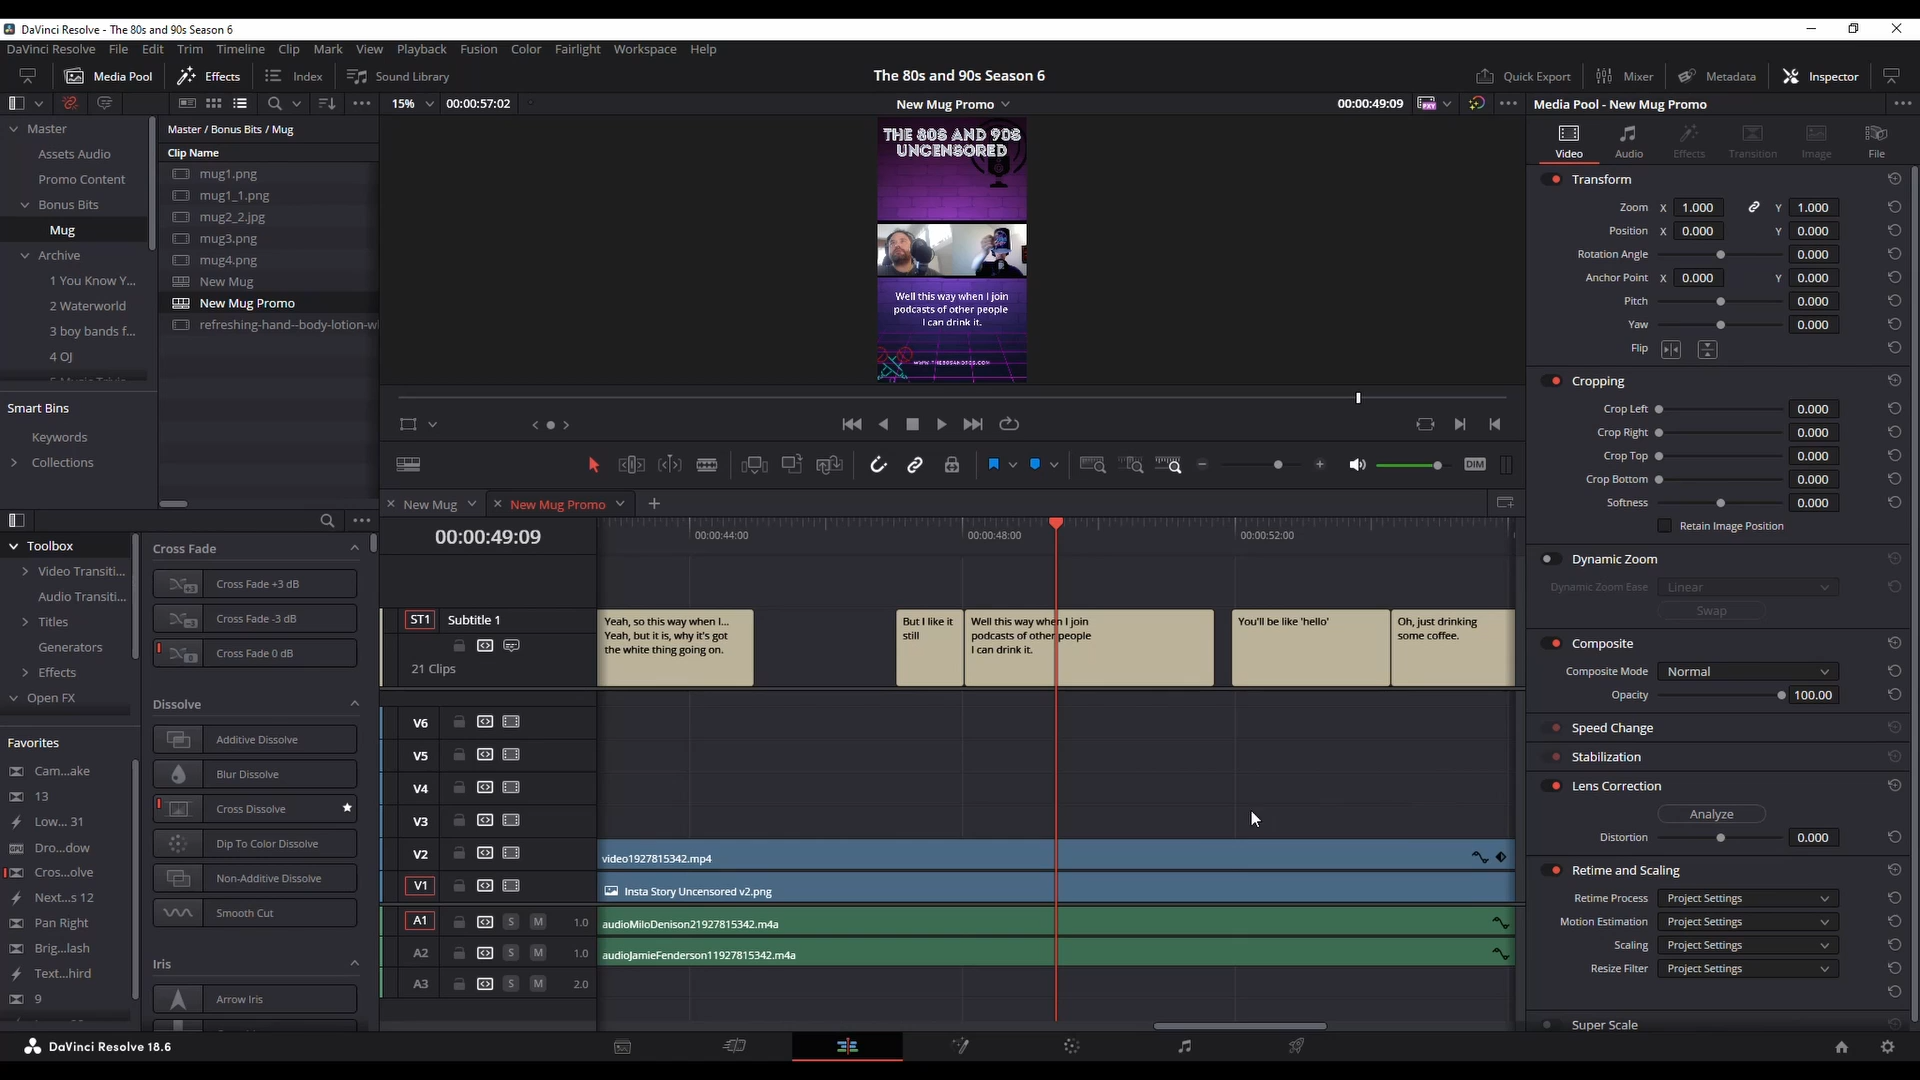 DaVinci Resolve - The 80s and 90s Season 6
DaVinci Resolve File Edit Trim Timeline Clip Mark View Playback Fusion Color Fairlight Workspace Help
Media Pool Effects Index Sound Library
The 80s and 90s Season 6
Quick Export Mixer Metadata Inspector
15% 00:00:57:02
New Mug Promo
00:00:49:09
Media Pool - New Mug Promo
Master
Assets Audio
Promo Content
Bonus Bits
Mug
Archive
1 You Know Y...
2 Waterworld
3 boy bands f...
4 OJ
Smart Bins
Keywords
Collections
Master / Bonus Bits / Mug
Clip Name
mug1.png
mug1_1.png
mug2_2.jpg
mug3.png
mug4.png
New Mug
New Mug Promo
refreshing-hand--body-lotion-w
THE 80S AND 90S
UNCENSORED
Well this way when I join
podcasts of other people
I can drink it.
WWW.THE80SAND90S.COM
Video Audio Effects Transition Image File
Transform
Zoom X 1.000 Y 1.000
Position X 0.000 Y 0.000
Rotation Angle 0.000
Anchor Point X 0.000 Y 0.000
Pitch 0.000
Yaw 0.000
Flip
Cropping
Crop Left 0.000
Crop Right 0.000
Crop Top 0.000
Crop Bottom 0.000
Softness 0.000
Retain Image Position
Dynamic Zoom
Dynamic Zoom Ease Linear
Swap
Composite
Composite Mode Normal
Opacity 100.00
Speed Change
Stabilization
Lens Correction
Analyze
Distortion 0.000
Retime and Scaling
Retime Process Project Settings
Motion Estimation Project Settings
Scaling Project Settings
Resize Filter Project Settings
Super Scale
DIM
New Mug
New Mug Promo
00:00:49:09
00:00:44:00
00:00:48:00
00:00:52:00
ST1 Subtitle 1
21 Clips
Yeah, so this way when I...
Yeah, but it is, why it's got
the white thing going on.
But I like it
still
Well this way when I join
podcasts of other people
I can drink it.
You'll be like 'hello'
Oh, just drinking
some coffee.
V6
V5
V4
V3
V2 video1927815342.mp4
V1 Insta Story Uncensored v2.png
A1 S M 1.0 audioMiloDenison21927815342.m4a
A2 S M 1.0 audioJamieFenderson11927815342.m4a
A3 S M 2.0
Toolbox
Video Transiti...
Audio Transiti...
Titles
Generators
Effects
Open FX
Favorites
Cam...ake
13
Low... 31
Dro...dow
Cros...olve
Next...s 12
Pan Right
Brig...lash
Text...hird
9
Cross Fade
Cross Fade +3 dB
Cross Fade -3 dB
Cross Fade 0 dB
Dissolve
Additive Dissolve
Blur Dissolve
Cross Dissolve
Dip To Color Dissolve
Non-Additive Dissolve
Smooth Cut
Iris
Arrow Iris
DaVinci Resolve 18.6